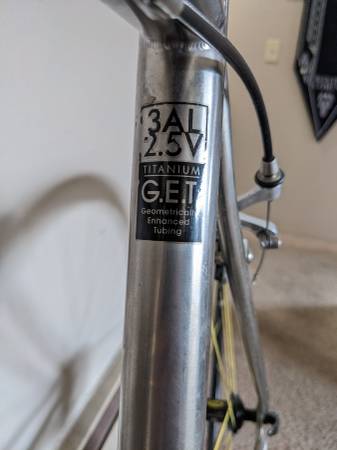 3AL
2.5V
TITANIUM
G.E.T.
Geometrically
Enhanced
Tubing